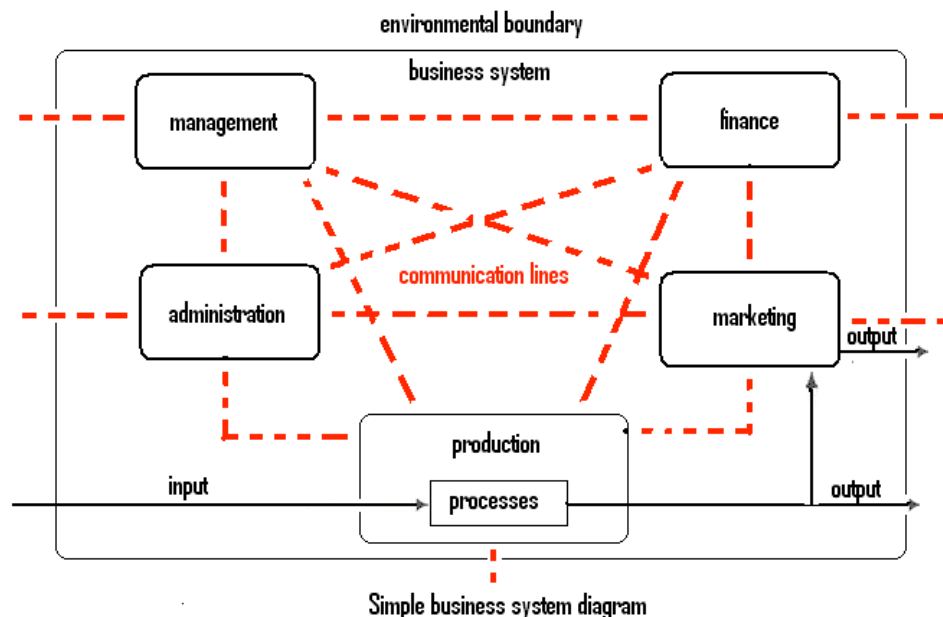 environmental boundary
business system
management
finance
communication lines
administration
marketing
output
production
input
processes
output
Simple business system diagram